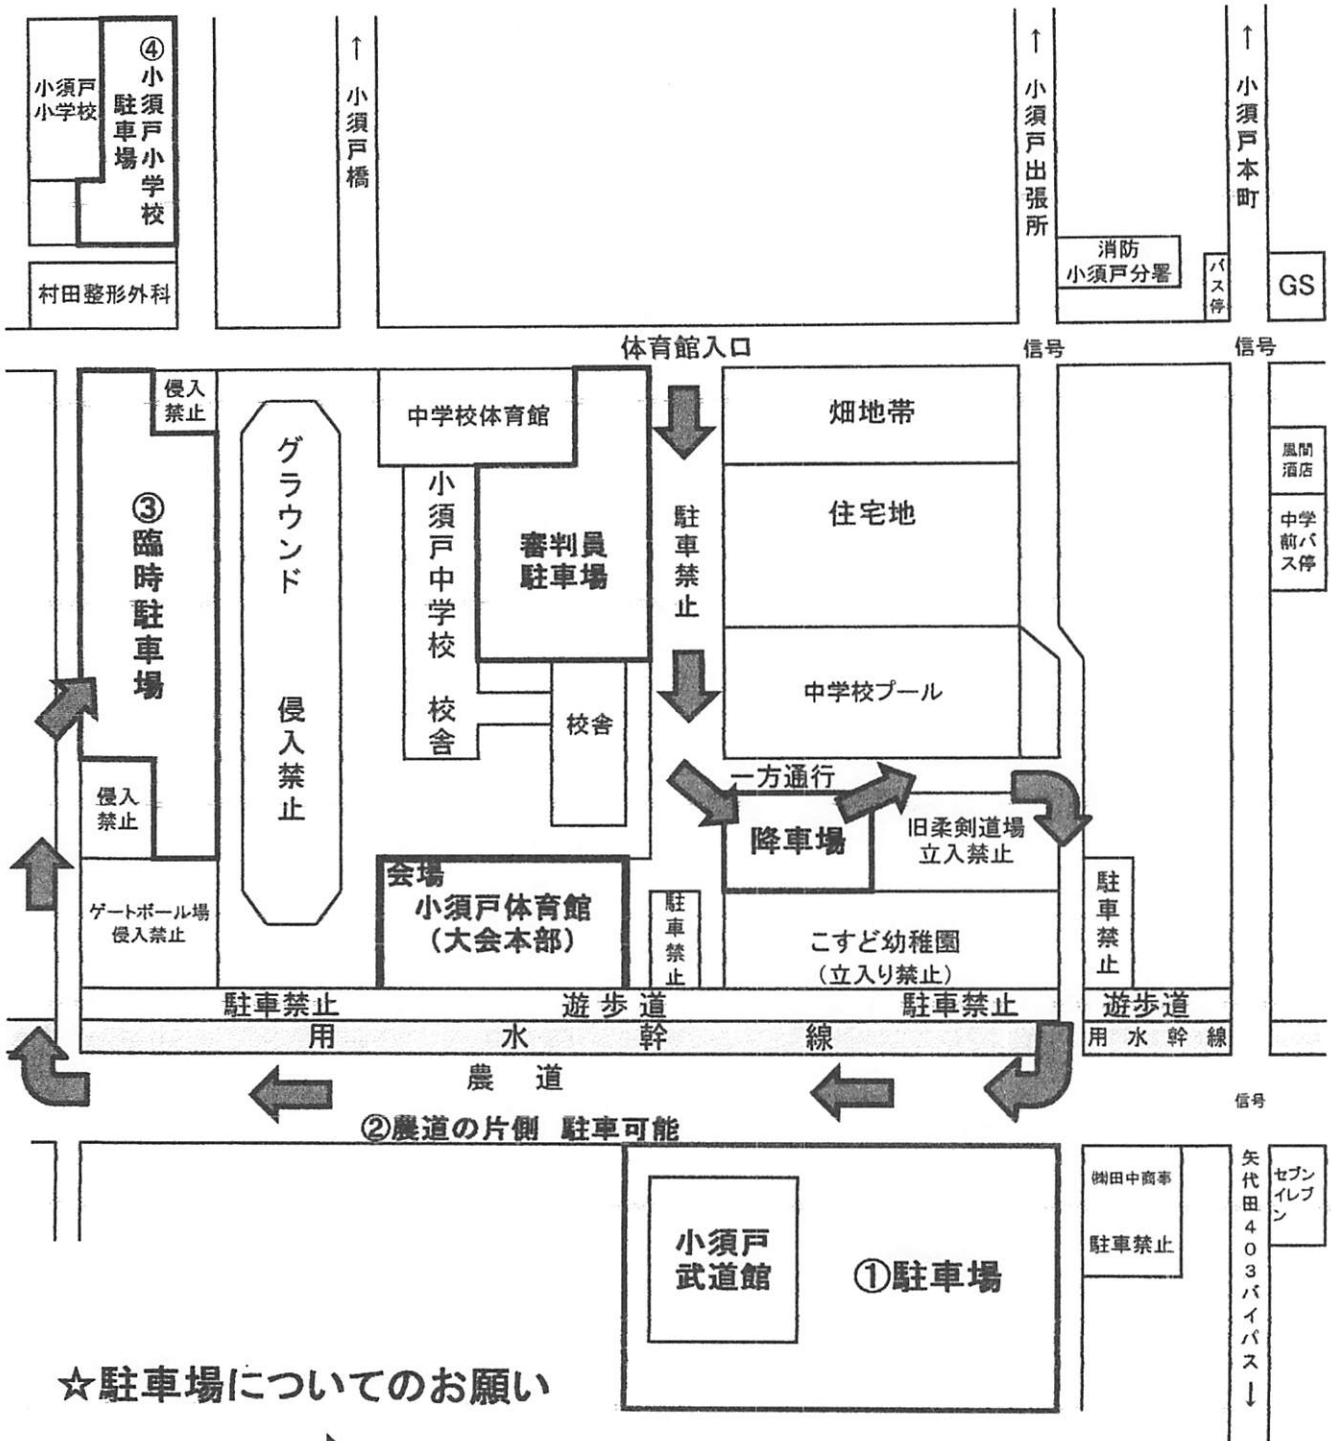 ④小須戸小学校
駐車場
小須戸
小学校
村田整形外科
↑ 小須戸橋
↑ 小須戸出張所
↑ 小須戸本町
消防
小須戸分署
バス停
GS
体育館入口
信号
信号
侵入
禁止
③臨時駐車場
グラウンド 侵入禁止
中学校体育館
小須戸中学校 校舎
審判員
駐車場
校舎
駐車禁止
畑地帯
住宅地
中学校プール
風間
酒店
中学
前バ
ス停
一方通行
降車場
旧柔剣道場
立入禁止
侵入
禁止
ゲートボール場
侵入禁止
会場
小須戸体育館
(大会本部)
駐車禁止
こすど幼稚園
(立入り禁止)
駐車禁止
駐車禁止 遊歩道 駐車禁止 遊歩道
用水幹線 用水幹線
農道
②農道の片側 駐車可能
信号
小須戸
武道館
①駐車場
㈱田中商事
駐車禁止
矢代田403バイパス↓
セブン
イレブ
ン
☆駐車場についてのお願い